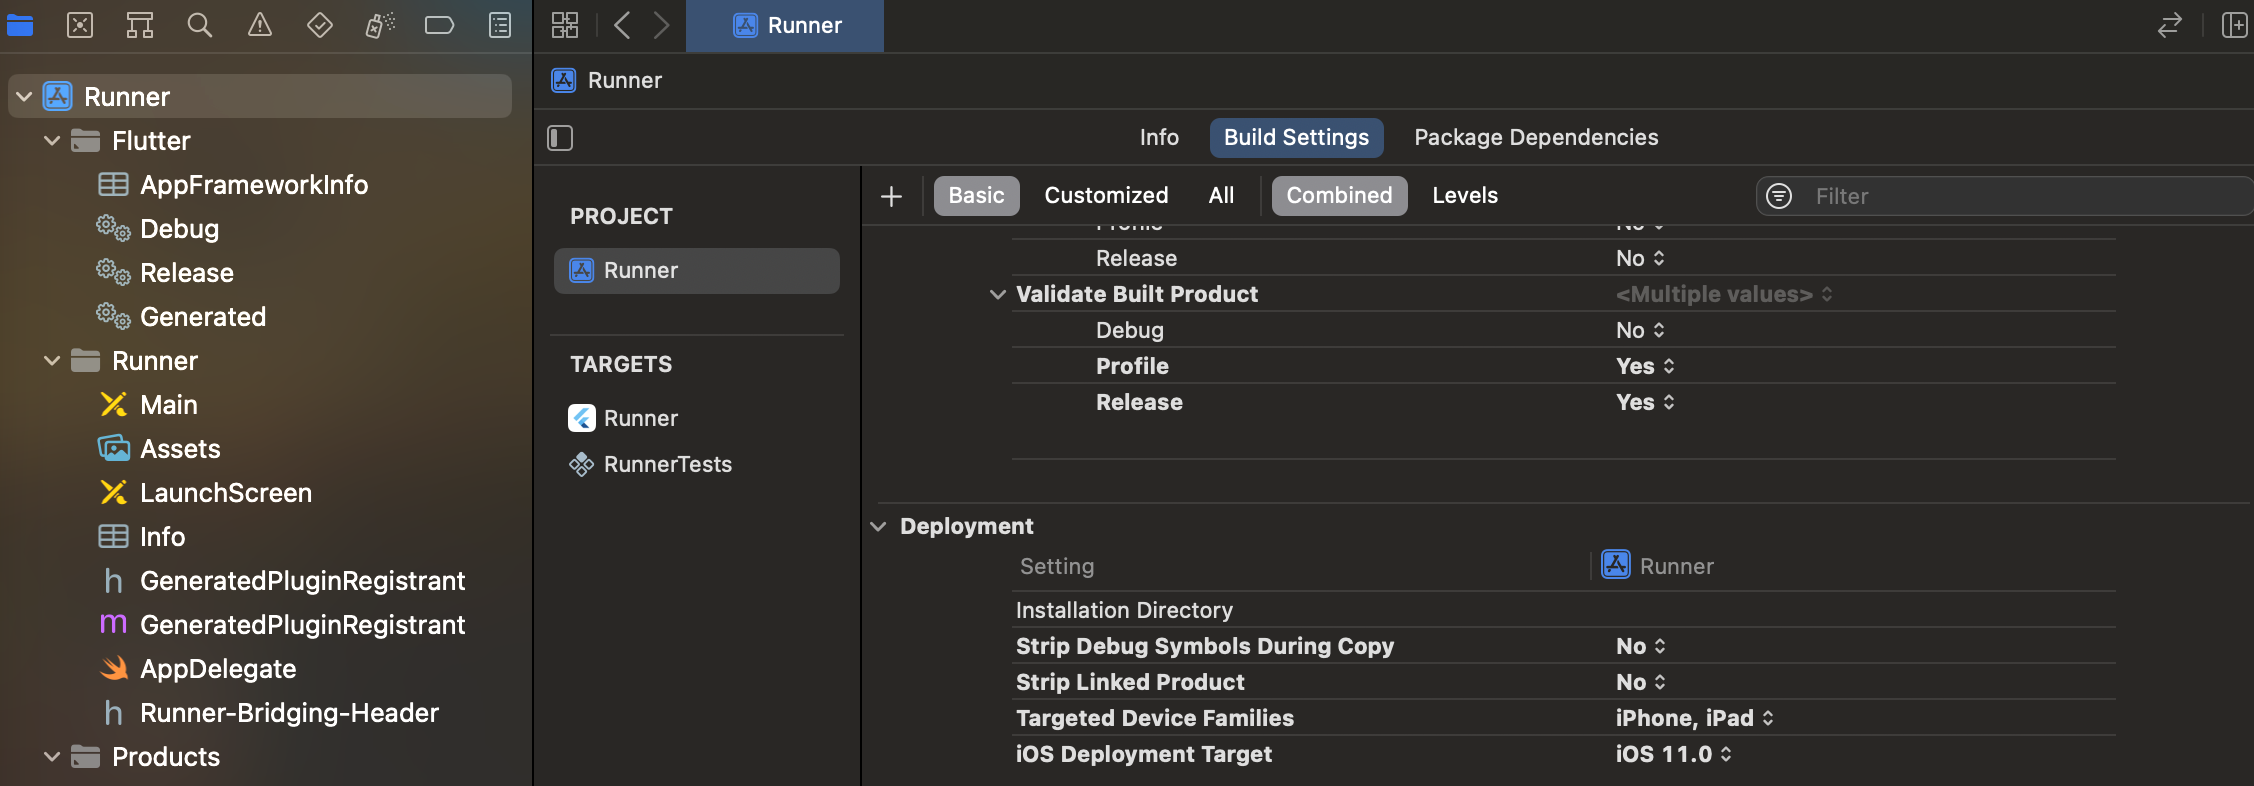 Runner
Runner
Info
Build Settings
Package Dependencies
Basic
Customized
All
Combined
Levels
Filter
Runner
Flutter
AppFrameworkInfo
Debug
Release
Generated
Runner
Main
Assets
LaunchScreen
Info
h GeneratedPluginRegistrant
m GeneratedPluginRegistrant
AppDelegate
h Runner-Bridging-Header
Products
PROJECT
Runner
TARGETS
Runner
RunnerTests
Profile No
Release No
Validate Built Product <Multiple values>
Debug No
Profile Yes
Release Yes
Deployment
Setting Runner
Installation Directory
Strip Debug Symbols During Copy No
Strip Linked Product No
Targeted Device Families iPhone, iPad
iOS Deployment Target iOS 11.0